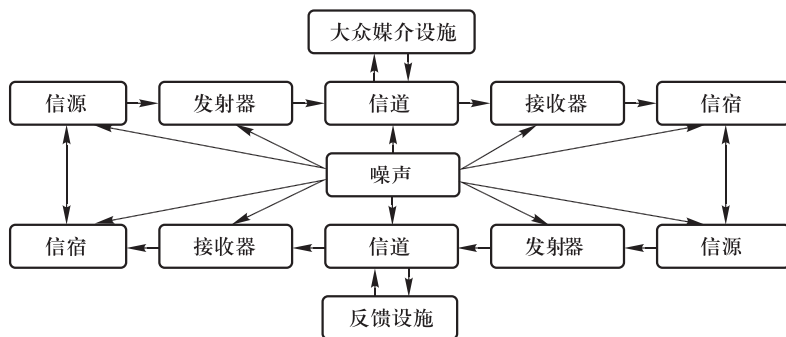 大众媒介设施
信源 发射器 信道 接收器 信宿
噪声
信宿 接收器 信道 发射器 信源
反馈设施